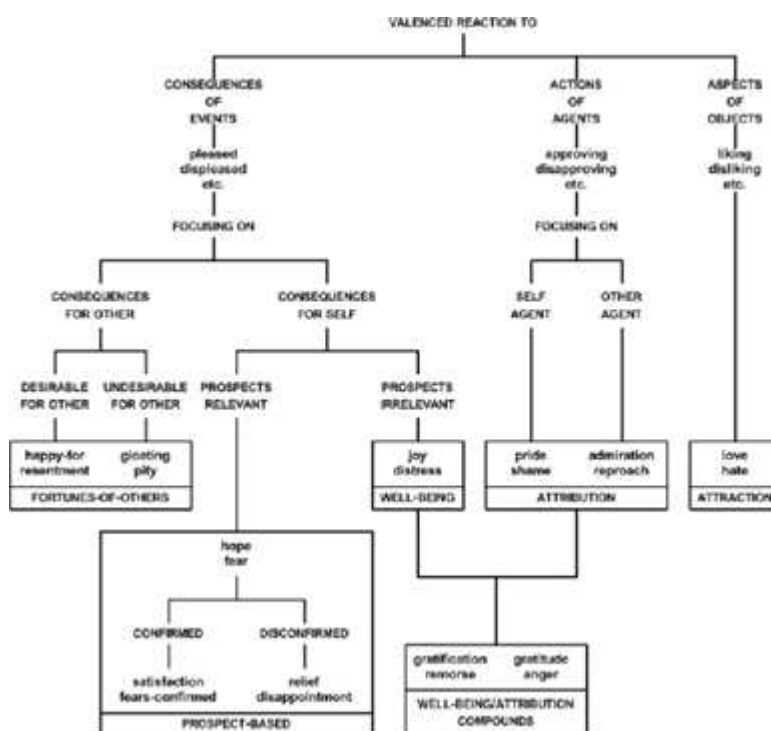 VALENCED REACTION TO
CONSEQUENCES
OF
EVENTS
ACTIONS
OF
AGENTS
ASPECTS
OF
OBJECTS
pleased
displeased
etc.
approving
disapproving
etc.
liking
disliking
etc.
FOCUSING ON
FOCUSING ON
CONSEQUENCES
FOR OTHER
CONSEQUENCES
FOR SELF
SELF
AGENT
OTHER
AGENT
DESIRABLE
FOR OTHER
UNDESIRABLE
FOR OTHER
PROSPECTS
RELEVANT
PROSPECTS
IRRELEVANT
happy-for
resentment
gloating
pity
FORTUNES-OF-OTHERS
joy
distress
WELL-BEING
pride
shame
admiration
reproach
ATTRIBUTION
love
hate
ATTRACTION
hope
fear
CONFIRMED
DISCONFIRMED
satisfaction
fears-confirmed
relief
disappointment
PROSPECT-BASED
gratification
remorse
gratitude
anger
WELL-BEING/ATTRIBUTION
COMPOUNDS